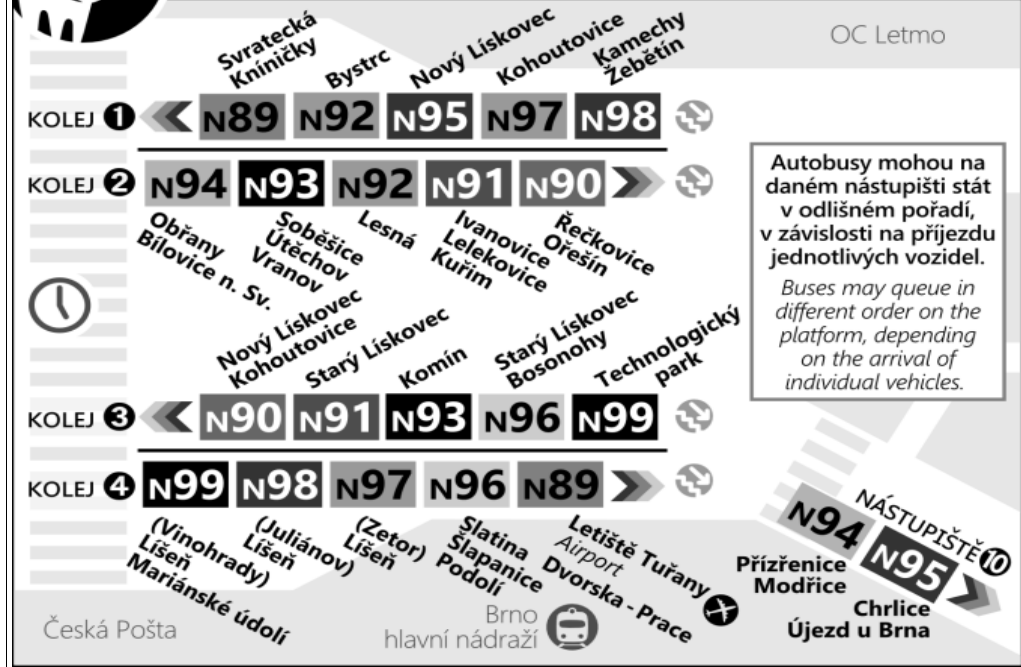 OC Letmo
Svratecká
Kníničky
Bystrc
Nový Lískovec
Kohoutovice
Kamechy
Žebětín
KOLEJ 1 N89 N92 N95 N97 N98
KOLEJ 2 N94 N93 N92 N91 N90
Obřany
Bílovice n. Sv.
Soběšice
Útěchov
Vranov
Lesná
Ivanovice
Lelekovice
Kuřim
Řečkovice
Ořešín
Autobusy mohou na
daném nástupišti stát
v odlišném pořadí,
v závislosti na příjezdu
jednotlivých vozidel.
Buses may queue in
different order on the
platform, depending
on the arrival of
individual vehicles.
Nový Lískovec
Kohoutovice
Starý Lískovec
Komín
Starý Lískovec
Bosonohy
Technologický
park
KOLEJ 3 N90 N91 N93 N96 N99
KOLEJ 4 N99 N98 N97 N96 N89
(Vinohrady)
Líšeň
Mariánské údolí
(Juliánov)
Líšeň
(Zetor)
Líšeň
Slatina
Šlapanice
Podolí
Letiště Tuřany
Airport
Dvorska - Prace
NÁSTUPIŠTĚ 10
N94 N95
Přízřenice
Modřice
Chrlice
Újezd u Brna
Česká Pošta
Brno
hlavní nádraží